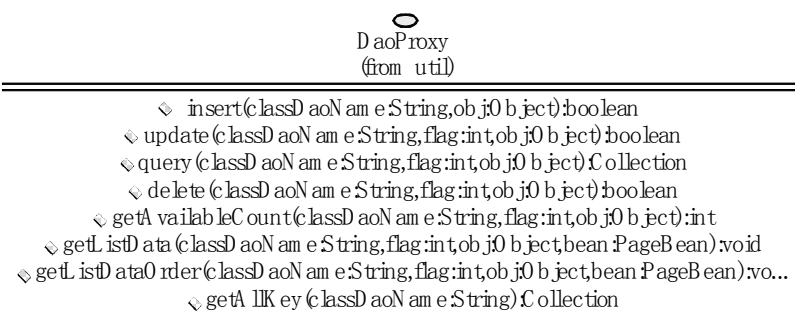 DaoProxy
(from util)
insert(classDaoName:String,obj:Object):boolean
update(classDaoName:String,flag:int,obj:Object):boolean
query(classDaoName:String,flag:int,obj:Object):Collection
delete(classDaoName:String,flag:int,obj:Object):boolean
getAvailableCount(classDaoName:String,flag:int,obj:Object):int
getListData(classDaoName:String,flag:int,obj:Object,bean:PageBean):void
getListDataOrder(classDaoName:String,flag:int,obj:Object,bean:PageBean):vo...
getAllKey(classDaoName:String):Collection